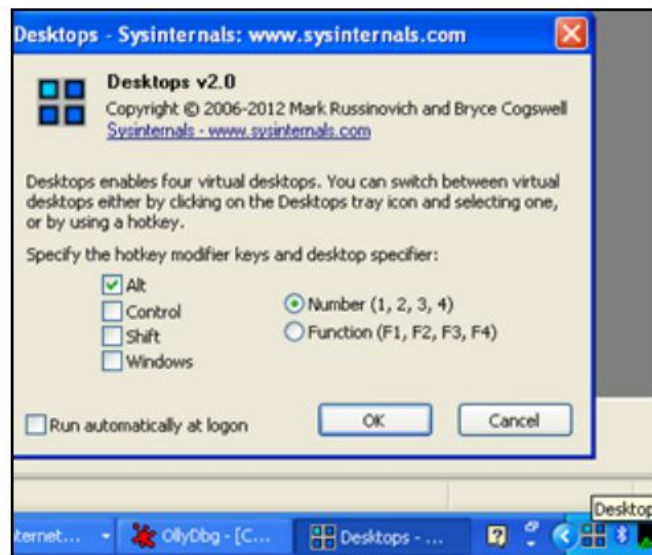 Desktops - Sysinternals: www.sysinternals.com
Desktops v2.0
Copyright © 2006-2012 Mark Russinovich and Bryce Cogswell
Sysinternals - www.sysinternals.com
Desktops enables four virtual desktops. You can switch between virtual
desktops either by clicking on the Desktops tray icon and selecting one,
or by using a hotkey.
Specify the hotkey modifier keys and desktop specifier:
Alt
Control
Shift
Windows
Number (1, 2, 3, 4)
Function (F1, F2, F3, F4)
Run automatically at logon
OK
Cancel
Desktop
ternet...
OllyDbg - [C...
Desktops - ...